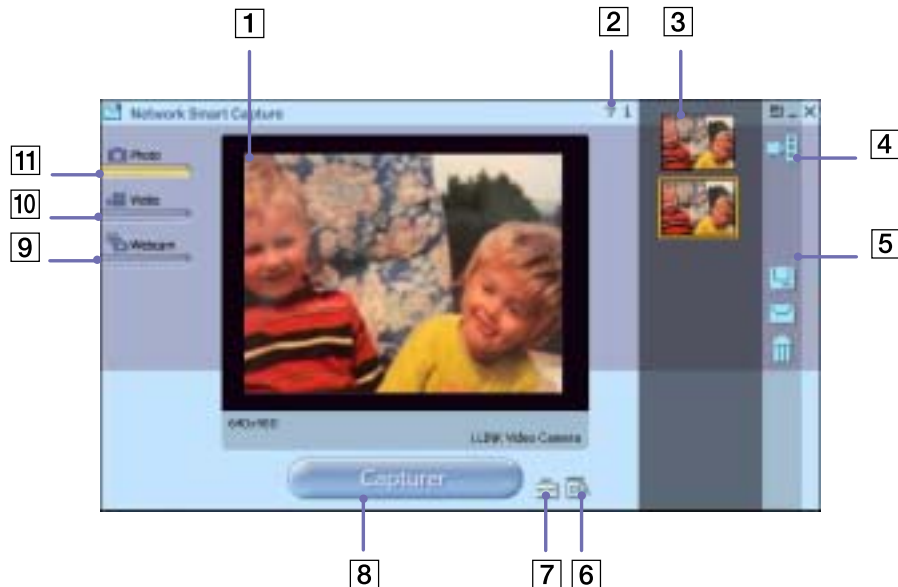 1
2
3
Network Smart Capture
? i
Photo
11
4
Video
10
Webcam
9
5
640x480
i.LINK Video Camera
Capturer
8
7
6